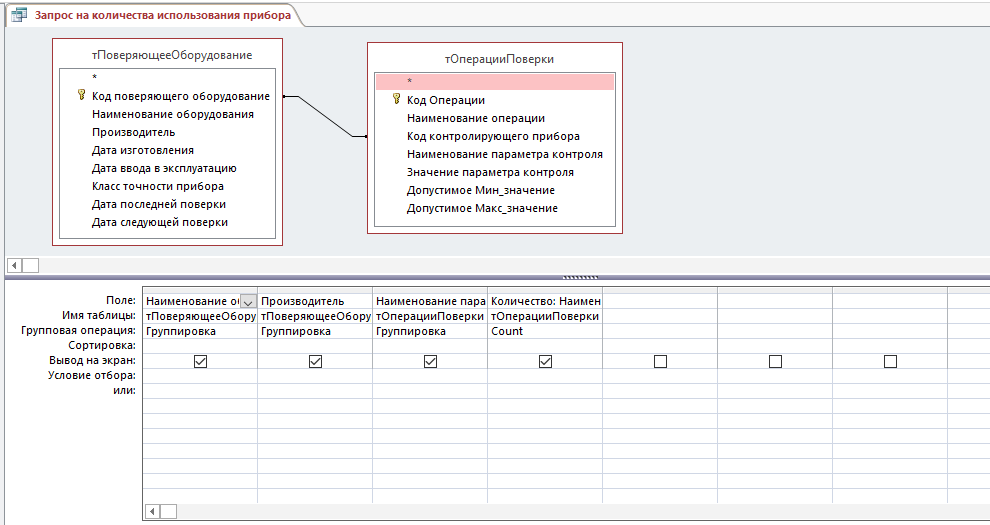 Запрос на количества использования прибора
тПоверяющееОборудование
*
Код поверяющего оборудование
Наименование оборудования
Производитель
Дата изготовления
Дата ввода в эксплуатацию
Класс точности прибора
Дата последней поверки
Дата следующей поверки
тОперацииПоверки
*
Код Операции
Наименование операции
Код контролирующего прибора
Наименование параметра контроля
Значение параметра контроля
Допустимое Мин_значение
Допустимое Макс_значение
Поле: Наименование об Производитель Наименование пара Количество: Наимен
Имя таблицы: тПоверяющееОбору тПоверяющееОбору тОперацииПоверки тОперацииПоверки
Групповая операция: Группировка Группировка Группировка Count
Сортировка:
Вывод на экран:
Условие отбора:
или: